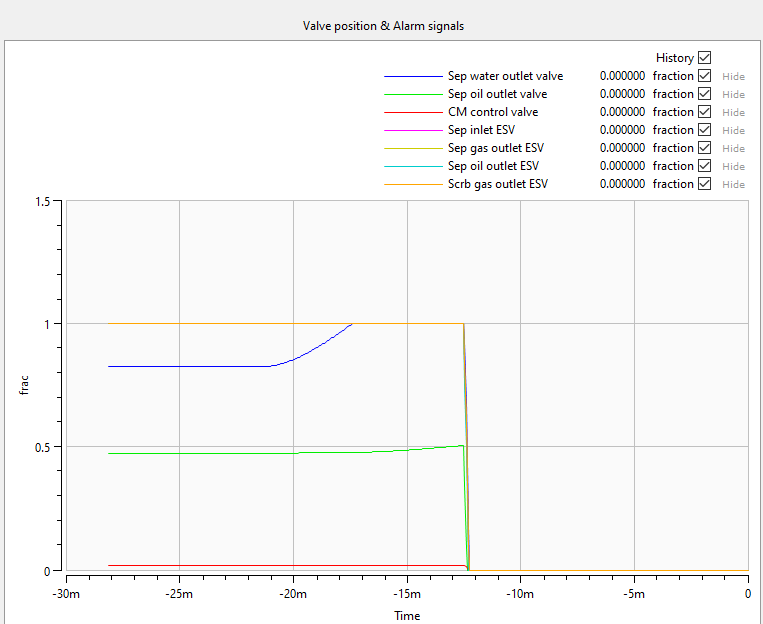 Valve position & Alarm signals
History
Sep water outlet valve 0.000000 fraction Hide
Sep oil outlet valve 0.000000 fraction Hide
CM control valve 0.000000 fraction Hide
Sep inlet ESV 0.000000 fraction Hide
Sep gas outlet ESV 0.000000 fraction Hide
Sep oil outlet ESV 0.000000 fraction Hide
Scrb gas outlet ESV 0.000000 fraction Hide
1.5
1
frac
0.5
0
-30m -25m -20m -15m -10m -5m 0
Time